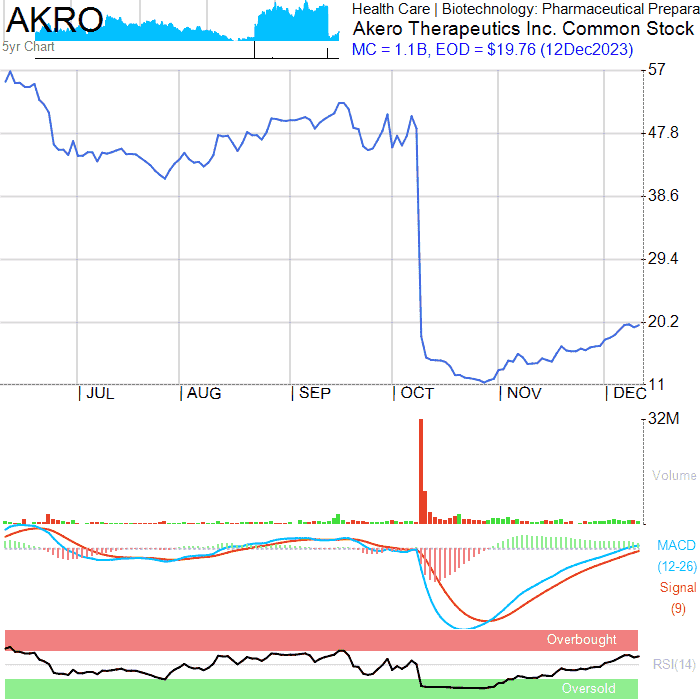 AKRO
5yr Chart
Health Care | Biotechnology: Pharmaceutical Prepara
Akero Therapeutics Inc. Common Stock
MC = 1.1B, EOD = $19.76 (12Dec2023)
57
47.8
38.6
29.4
20.2
11
| JUL | AUG | SEP | OCT | NOV | DEC
32M
Volume
MACD
(12-26)
Signal
(9)
Overbought
RSI(14)
Oversold